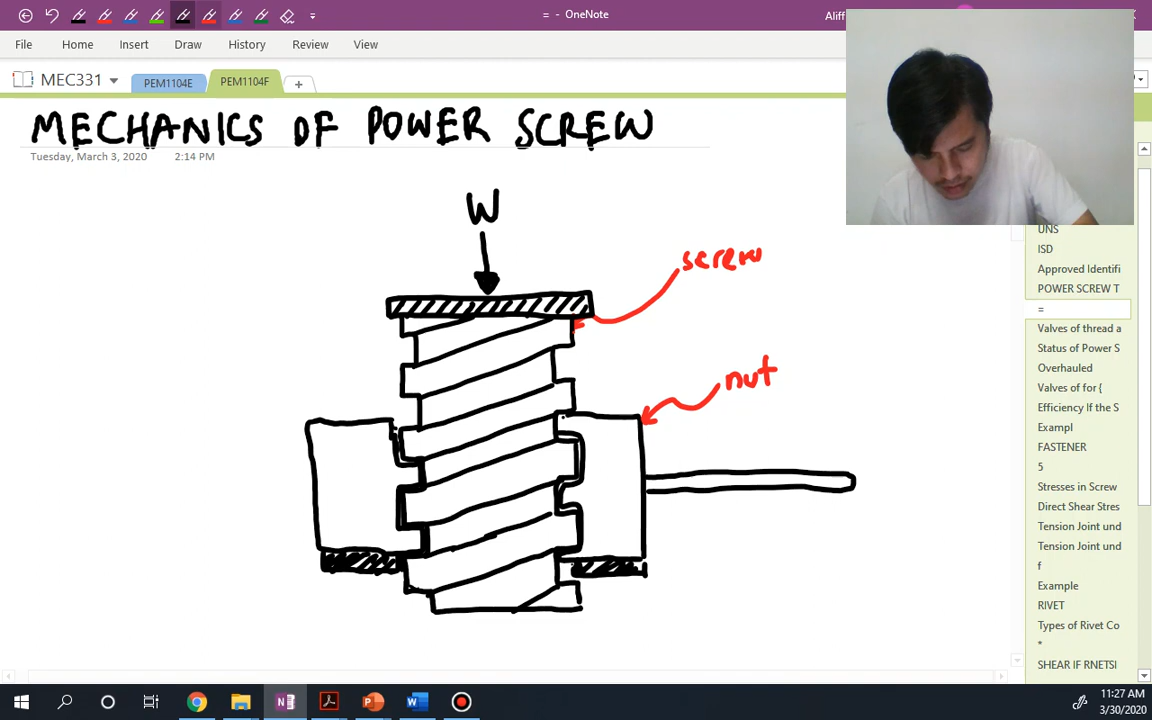 = - OneNote
Aliff
File Home Insert Draw History Review View
MEC331 PEM1104E PEM1104F +
MECHANICS OF POWER SCREW
Tuesday, March 3, 2020 2:14 PM
W
screw
nut
UNS
ISD
Approved Identifi
POWER SCREW T
=
Valves of thread a
Status of Power S
Overhauled
Valves of for {
Efficiency If the S
Exampl
FASTENER
5
Stresses in Screw
Direct Shear Stres
Tension Joint und
Tension Joint und
f
Example
RIVET
Types of Rivet Co
*
SHEAR IF RNETSI
11:27 AM
3/30/2020